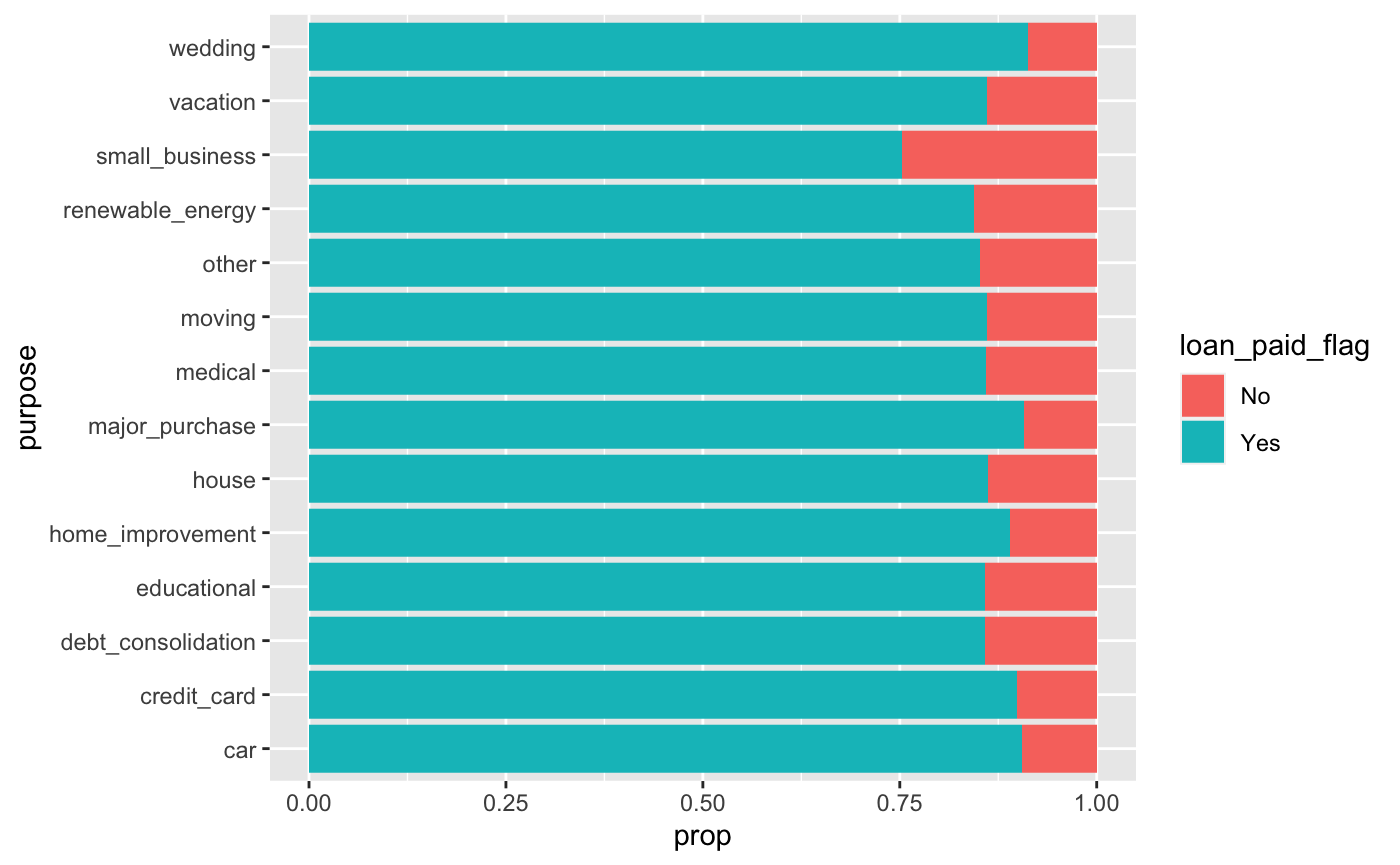 wedding
vacation
small_business
renewable_energy
other
moving
medical
major_purchase
house
home_improvement
educational
debt_consolidation
credit_card
car
purpose
0.00 0.25 0.50 0.75 1.00
prop
loan_paid_flag
No
Yes